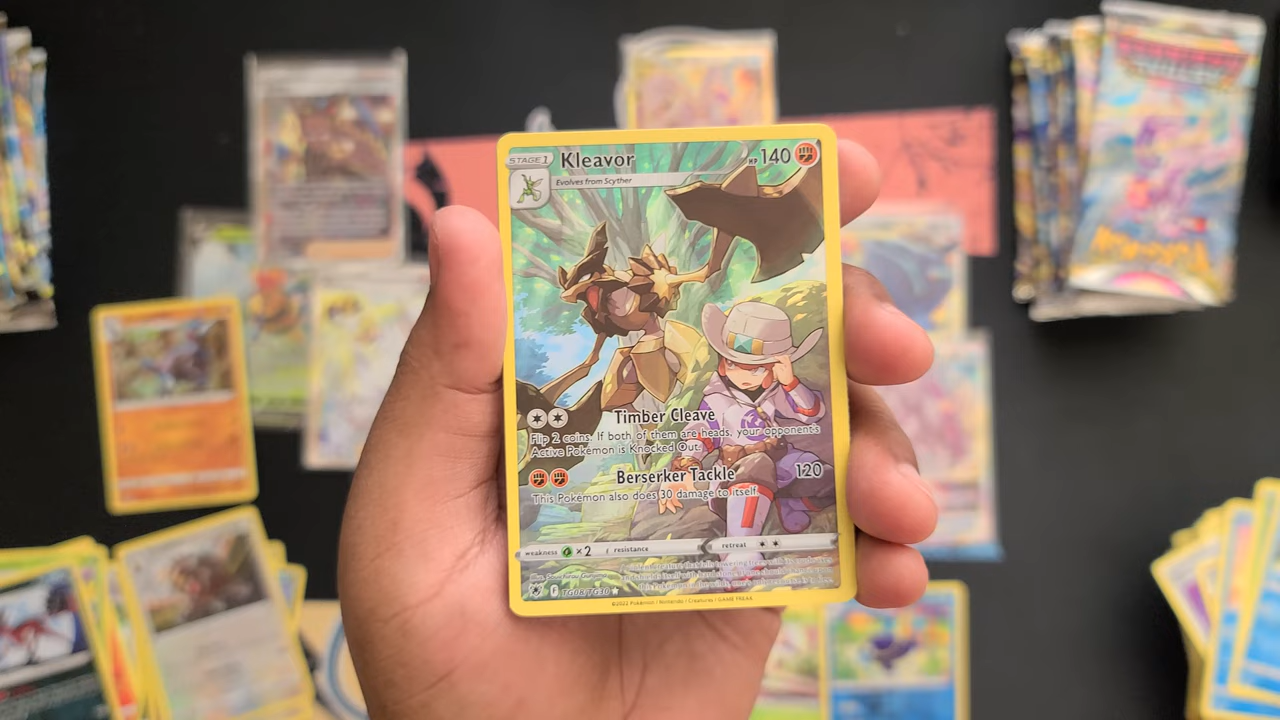 STAGE 1 Kleavor HP 140
Evolves from Scyther
Timber Cleave
Flip 2 coins. If both of them are heads, your opponent's
Active Pokémon is Knocked Out.
Berserker Tackle 120
This Pokémon also does 30 damage to itself.
weakness ×2 resistance retreat
F TG08/TG30
©2022 Pokémon / Nintendo / Creatures / GAME FREAK